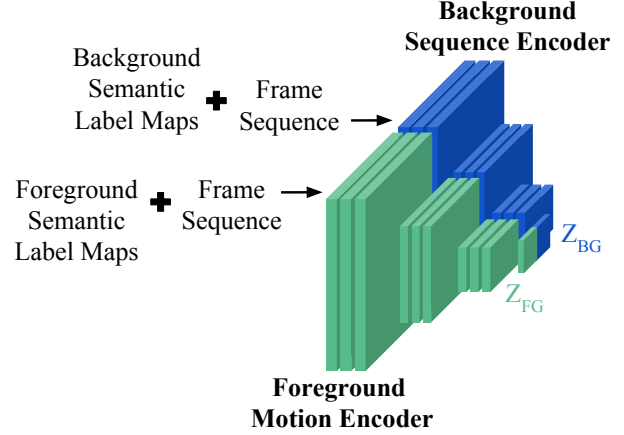 Background
Sequence Encoder
Background
Semantic
Label Maps
+
Frame
Sequence
Foreground
Semantic
Label Maps
+
Frame
Sequence
Z_BG
Z_FG
Foreground
Motion Encoder